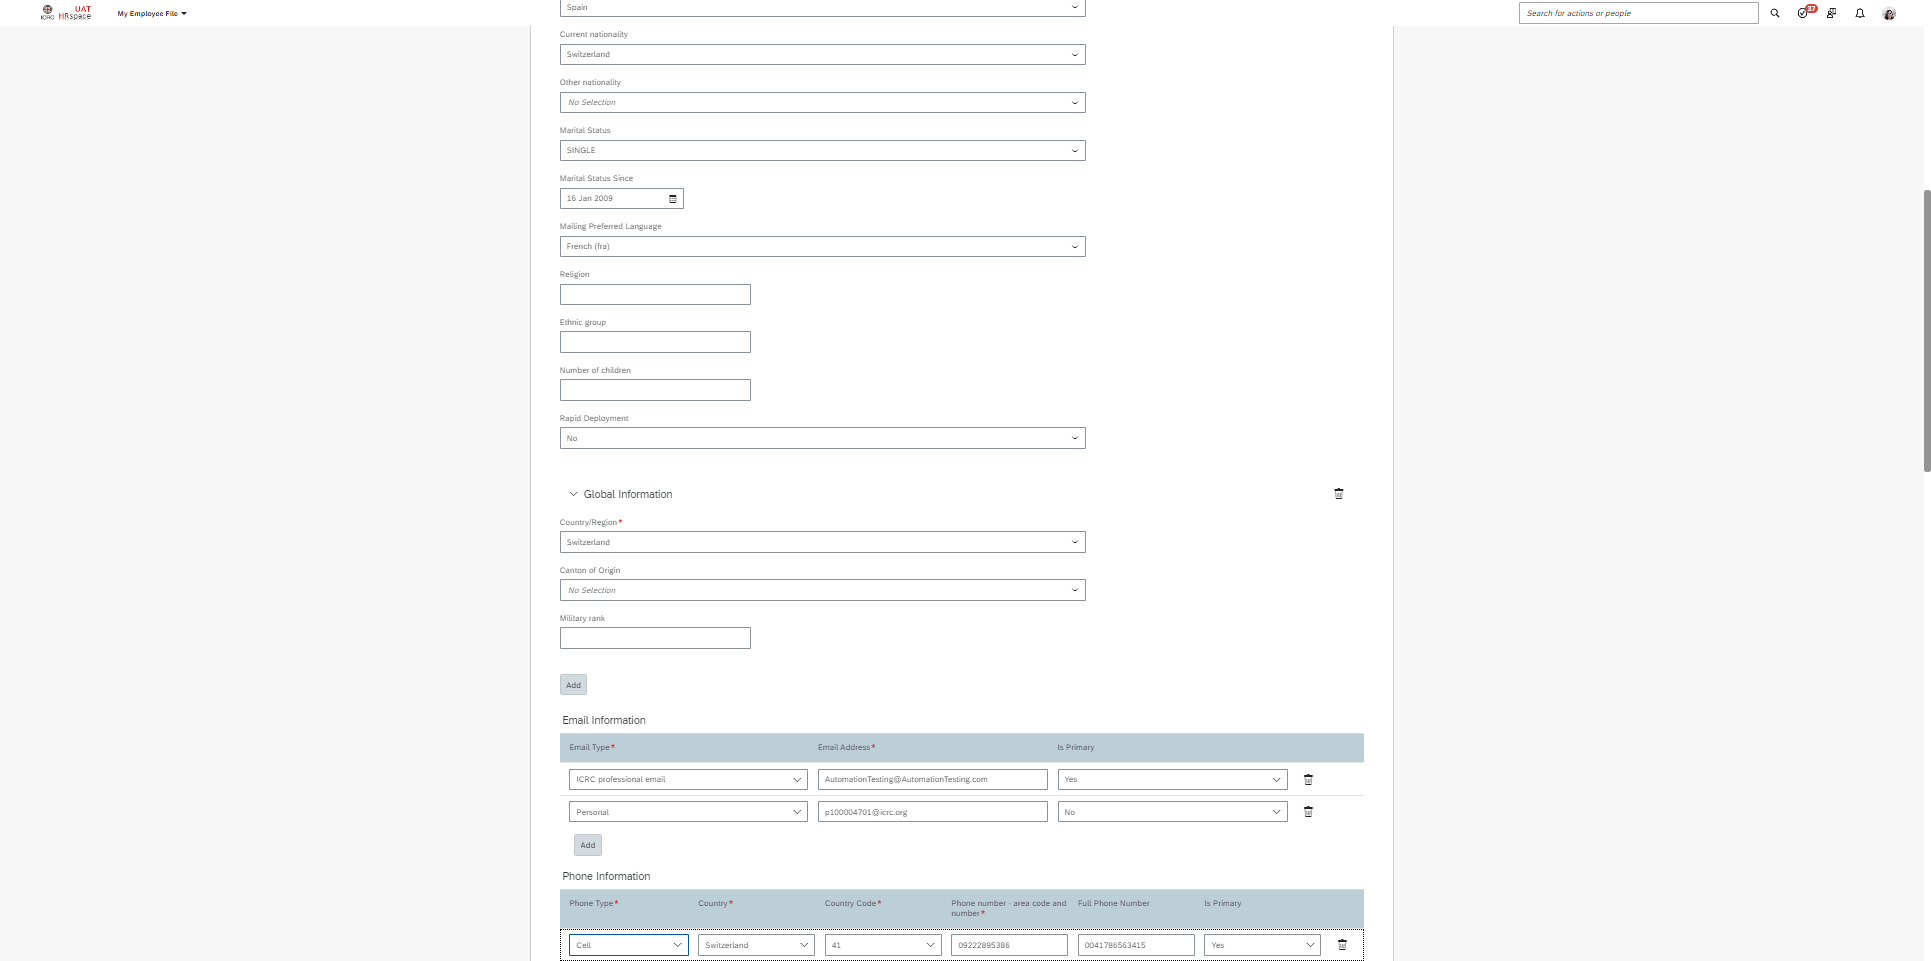 ICRC
UAT
HRspace
My Employee File
Search for actions or people
37
Spain
Current nationality
Switzerland
Other nationality
No Selection
Marital Status
SINGLE
Marital Status Since
16 Jan 2009
Mailing Preferred Language
French (fra)
Religion
Ethnic group
Number of children
Rapid Deployment
No
Global Information
Country/Region*
Switzerland
Canton of Origin
No Selection
Military rank
Add
Email Information
Email Type* Email Address* Is Primary
ICRC professional email AutomationTesting@AutomationTesting.com Yes
Personal p100004701@icrc.org No
Add
Phone Information
Phone Type* Country* Country Code* Phone number - area code and number* Full Phone Number Is Primary
Cell Switzerland 41 09222895386 0041786563415 Yes